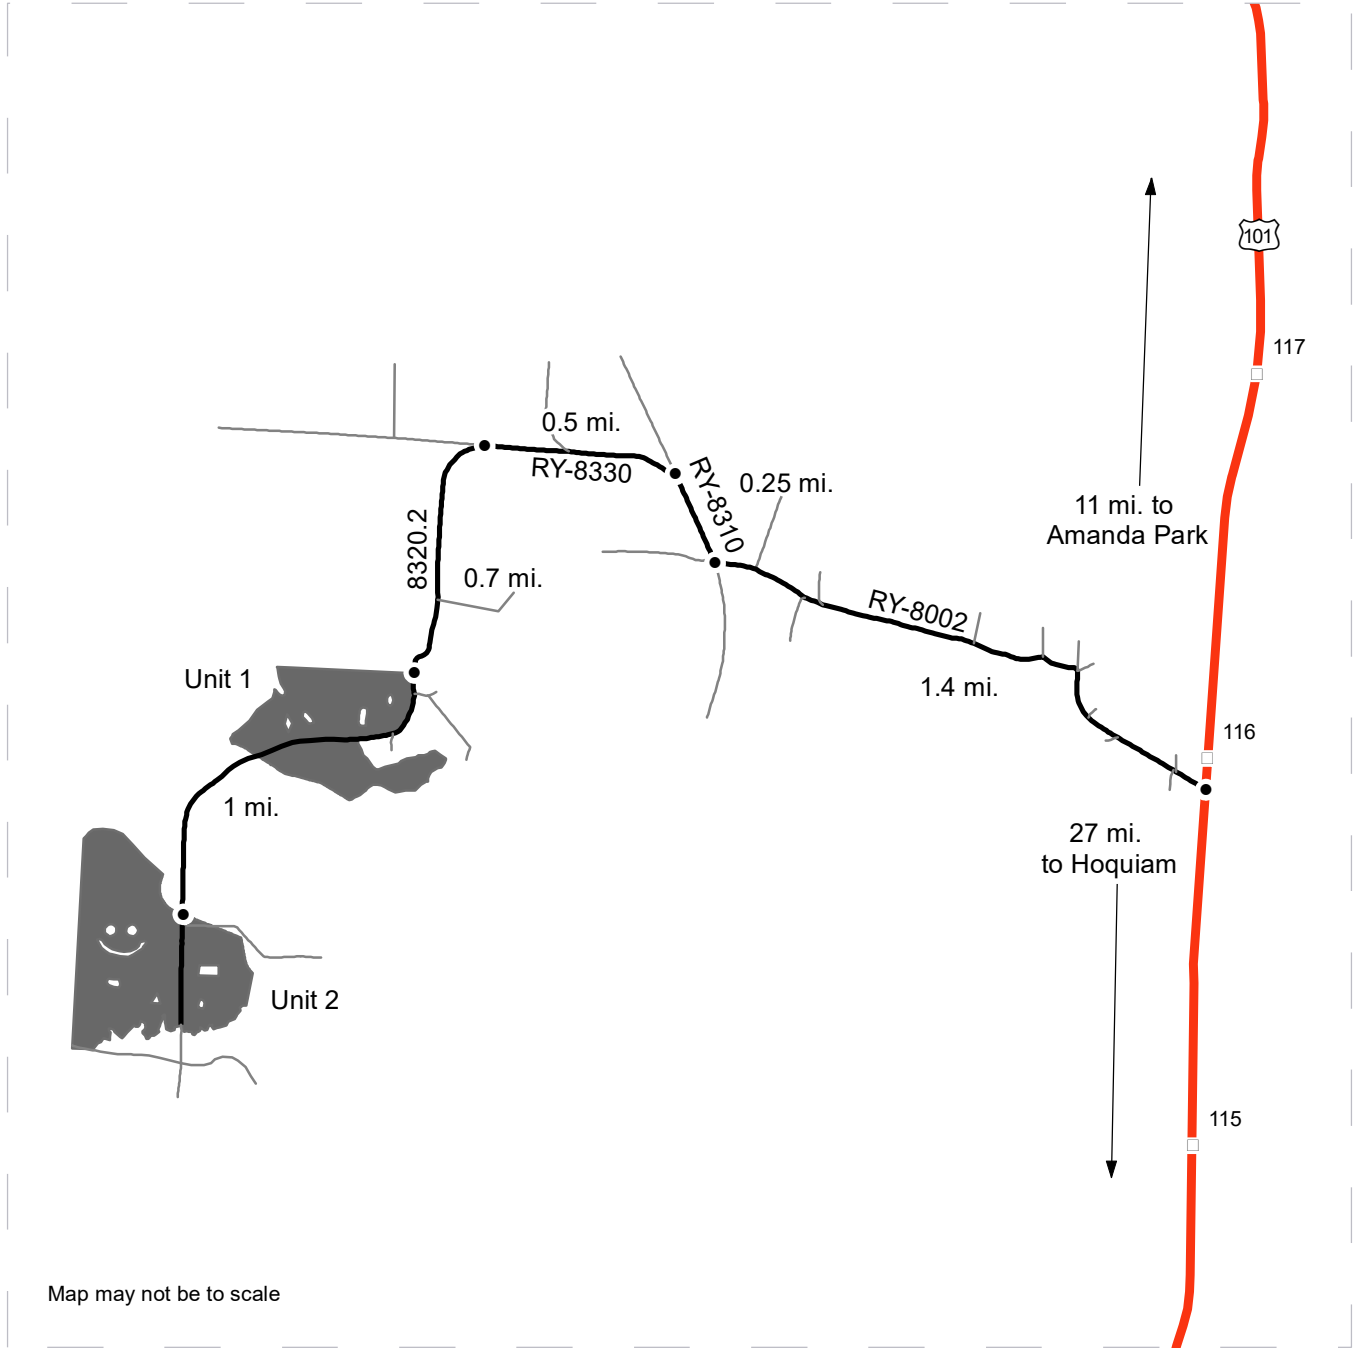 101
117
0.5 mi.
RY-8330
RY-8310
0.25 mi.
11 mi. to
Amanda Park
8320.2
0.7 mi.
RY-8002
Unit 1
1.4 mi.
116
1 mi.
27 mi.
to Hoquiam
Unit 2
115
Map may not be to scale